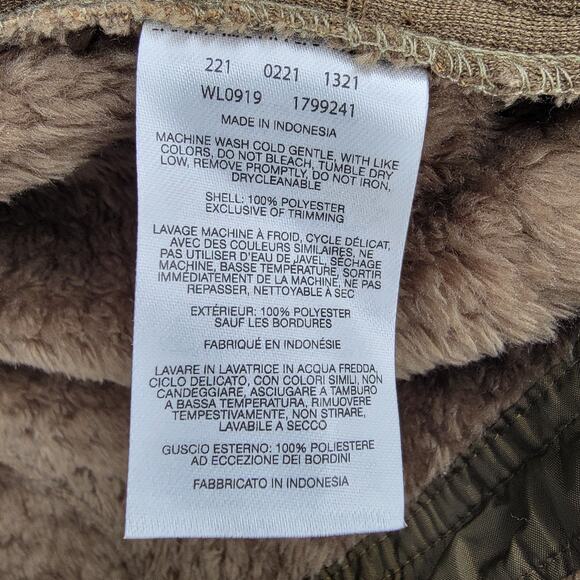 221 0221 1321
WL0919 1799241
MADE IN INDONESIA
MACHINE WASH COLD GENTLE, WITH LIKE
COLORS, DO NOT BLEACH, TUMBLE DRY
LOW, REMOVE PROMPTLY, DO NOT IRON,
DRYCLEANABLE
SHELL: 100% POLYESTER
EXCLUSIVE OF TRIMMING
LAVAGE MACHINE À FROID, CYCLE DÉLICAT,
AVEC DES COULEURS SIMILAIRES, NE
PAS UTILISER D'EAU DE JAVEL, SÉCHAGE
MACHINE, BASSE TEMPÉRATURE, SORTIR
IMMÉDIATEMENT DE LA MACHINE, NE PAS
REPASSER, NETTOYABLE À SEC
EXTÉRIEUR: 100% POLYESTER
SAUF LES BORDURES
FABRIQUÉ EN INDONÉSIE
LAVARE IN LAVATRICE IN ACQUA FREDDA,
CICLO DELICATO, CON COLORI SIMILI, NON
CANDEGGIARE, ASCIUGARE A TAMBURO
A BASSA TEMPERATURA, RIMUOVERE
TEMPESTIVAMENTE, NON STIRARE,
LAVABILE A SECCO
GUSCIO ESTERNO: 100% POLIESTERE
AD ECCEZIONE DEI BORDINI
FABBRICATO IN INDONESIA